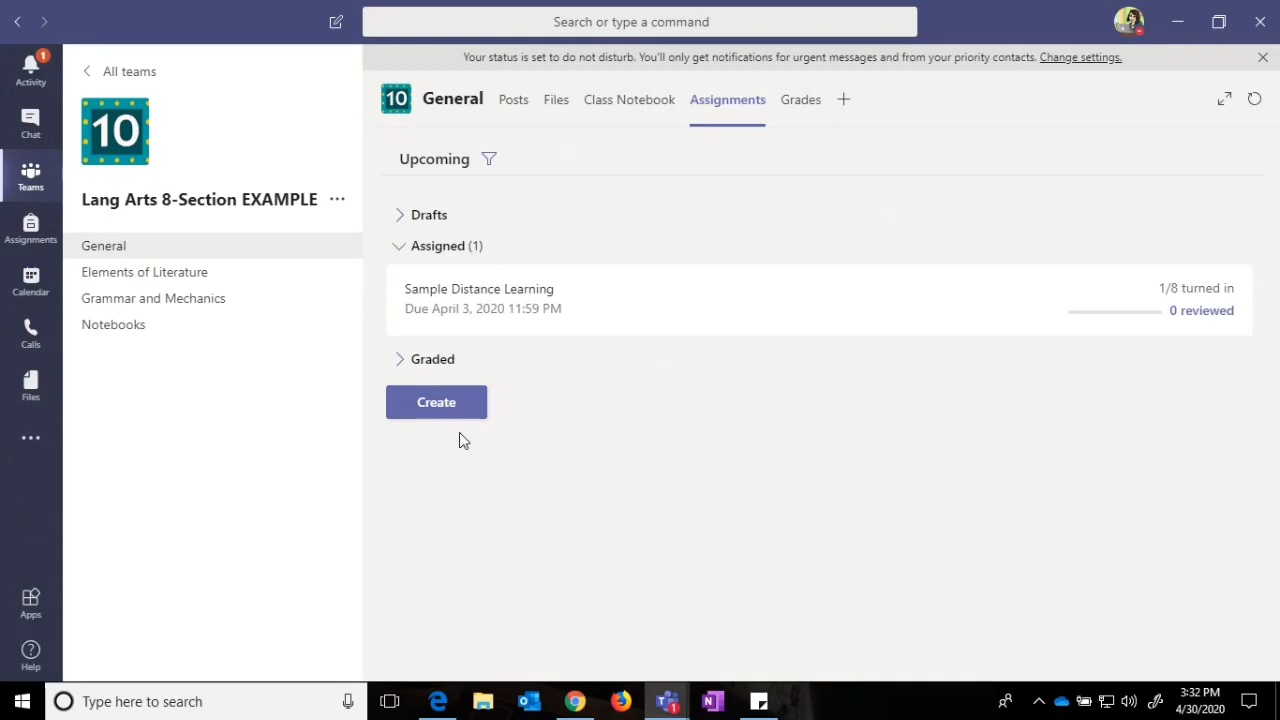 Search or type a command
Your status is set to do not disturb. You'll only get notifications for urgent messages and from your priority contacts. Change settings.
1
Activity
Chat
Teams
Assignments
Calendar
Calls
Files
Apps
Help
All teams
10
Lang Arts 8-Section EXAMPLE
General
Elements of Literature
Grammar and Mechanics
Notebooks
10 General Posts Files Class Notebook Assignments Grades
Upcoming
Drafts
Assigned (1)
Sample Distance Learning
Due April 3, 2020 11:59 PM
1/8 turned in
0 reviewed
Graded
Create
Type here to search
1
3:32 PM
4/30/2020